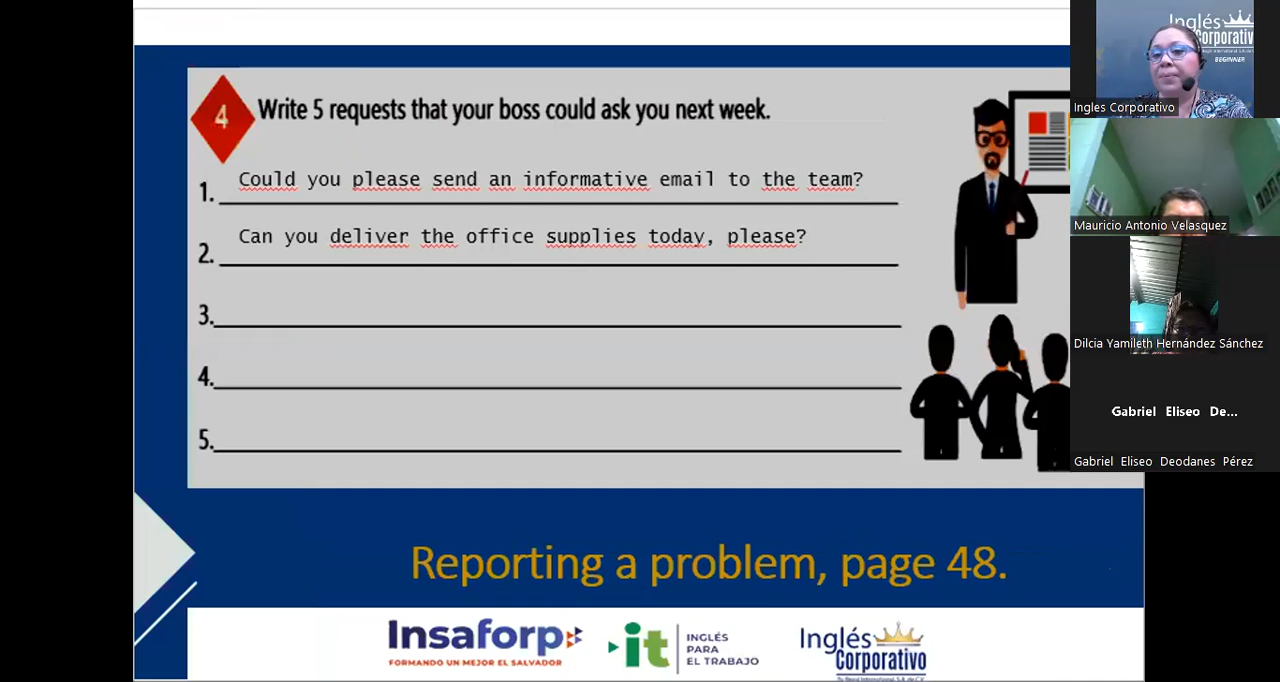 4
Write 5 requests that your boss could ask you next week.
1. Could you please send an informative email to the team?
2. Can you deliver the office supplies today, please?
3.
4.
5.
Reporting a problem, page 48.
Insaforp
FORMANDO UN MEJOR EL SALVADOR
it
INGLÉS
PARA
EL TRABAJO
Inglés
Corporativo
Inglés
Corporativo
BEGINNER
Ingles Corporativo
Mauricio Antonio Velasquez
Dilcia Yamileth Hernández Sánchez
Gabriel Eliseo De...
Gabriel Eliseo Deodanes Pérez